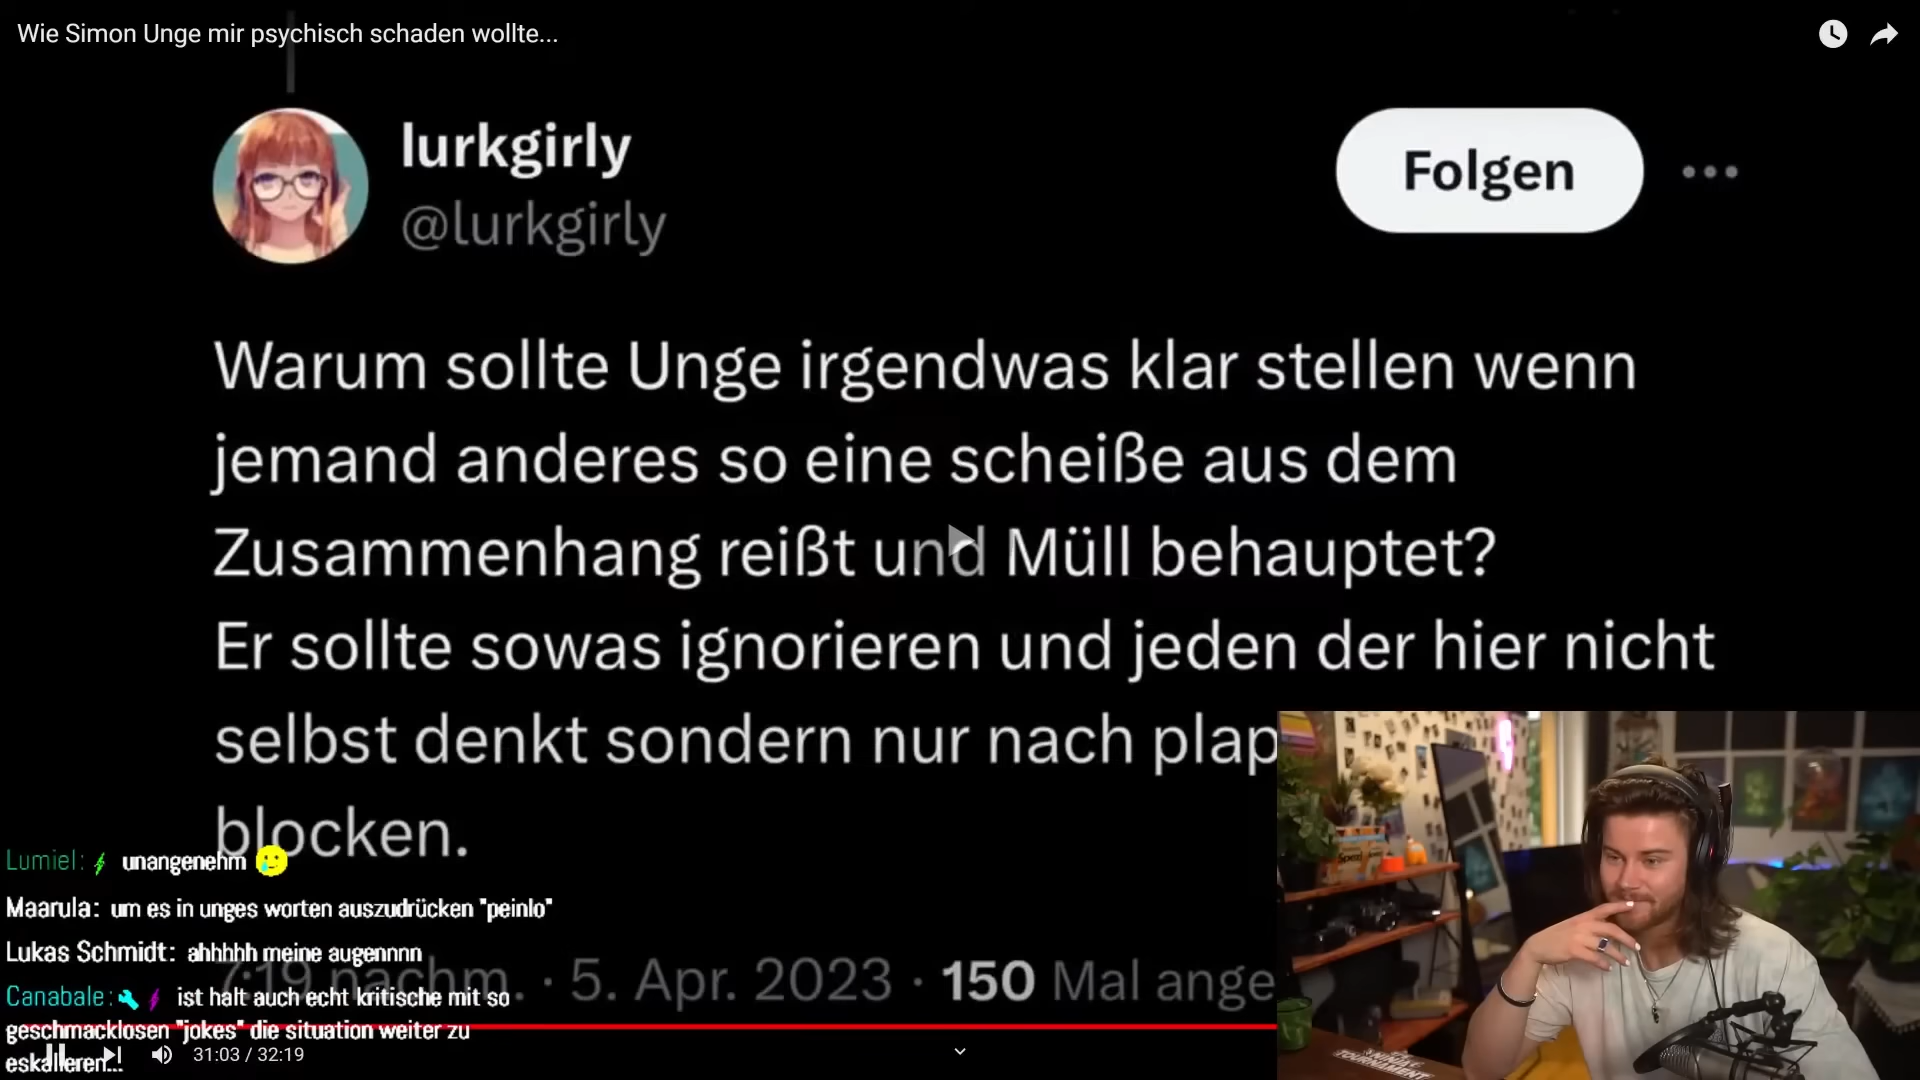 Wie Simon Unge mir psychisch schaden wollte...
lurkgirly
@lurkgirly
Folgen
Warum sollte Unge irgendwas klar stellen wenn
jemand anderes so eine scheiße aus dem
Zusammenhang reißt und Müll behauptet?
Er sollte sowas ignorieren und jeden der hier nicht
selbst denkt sondern nur nach plap
blocken.
Lumiel: unangenehm
Maarula: um es in unges worten auszudrücken "peinlo"
Lukas Schmidt: ahhhhh meine augennnn
7:19 nachm. · 5. Apr. 2023 · 150 Mal ange
Canabale: ist halt auch echt kritische mit so
geschmacklosen "jokes" die situation weiter zu
eskalieren...
31:03 / 32:19
TOURNAMENT